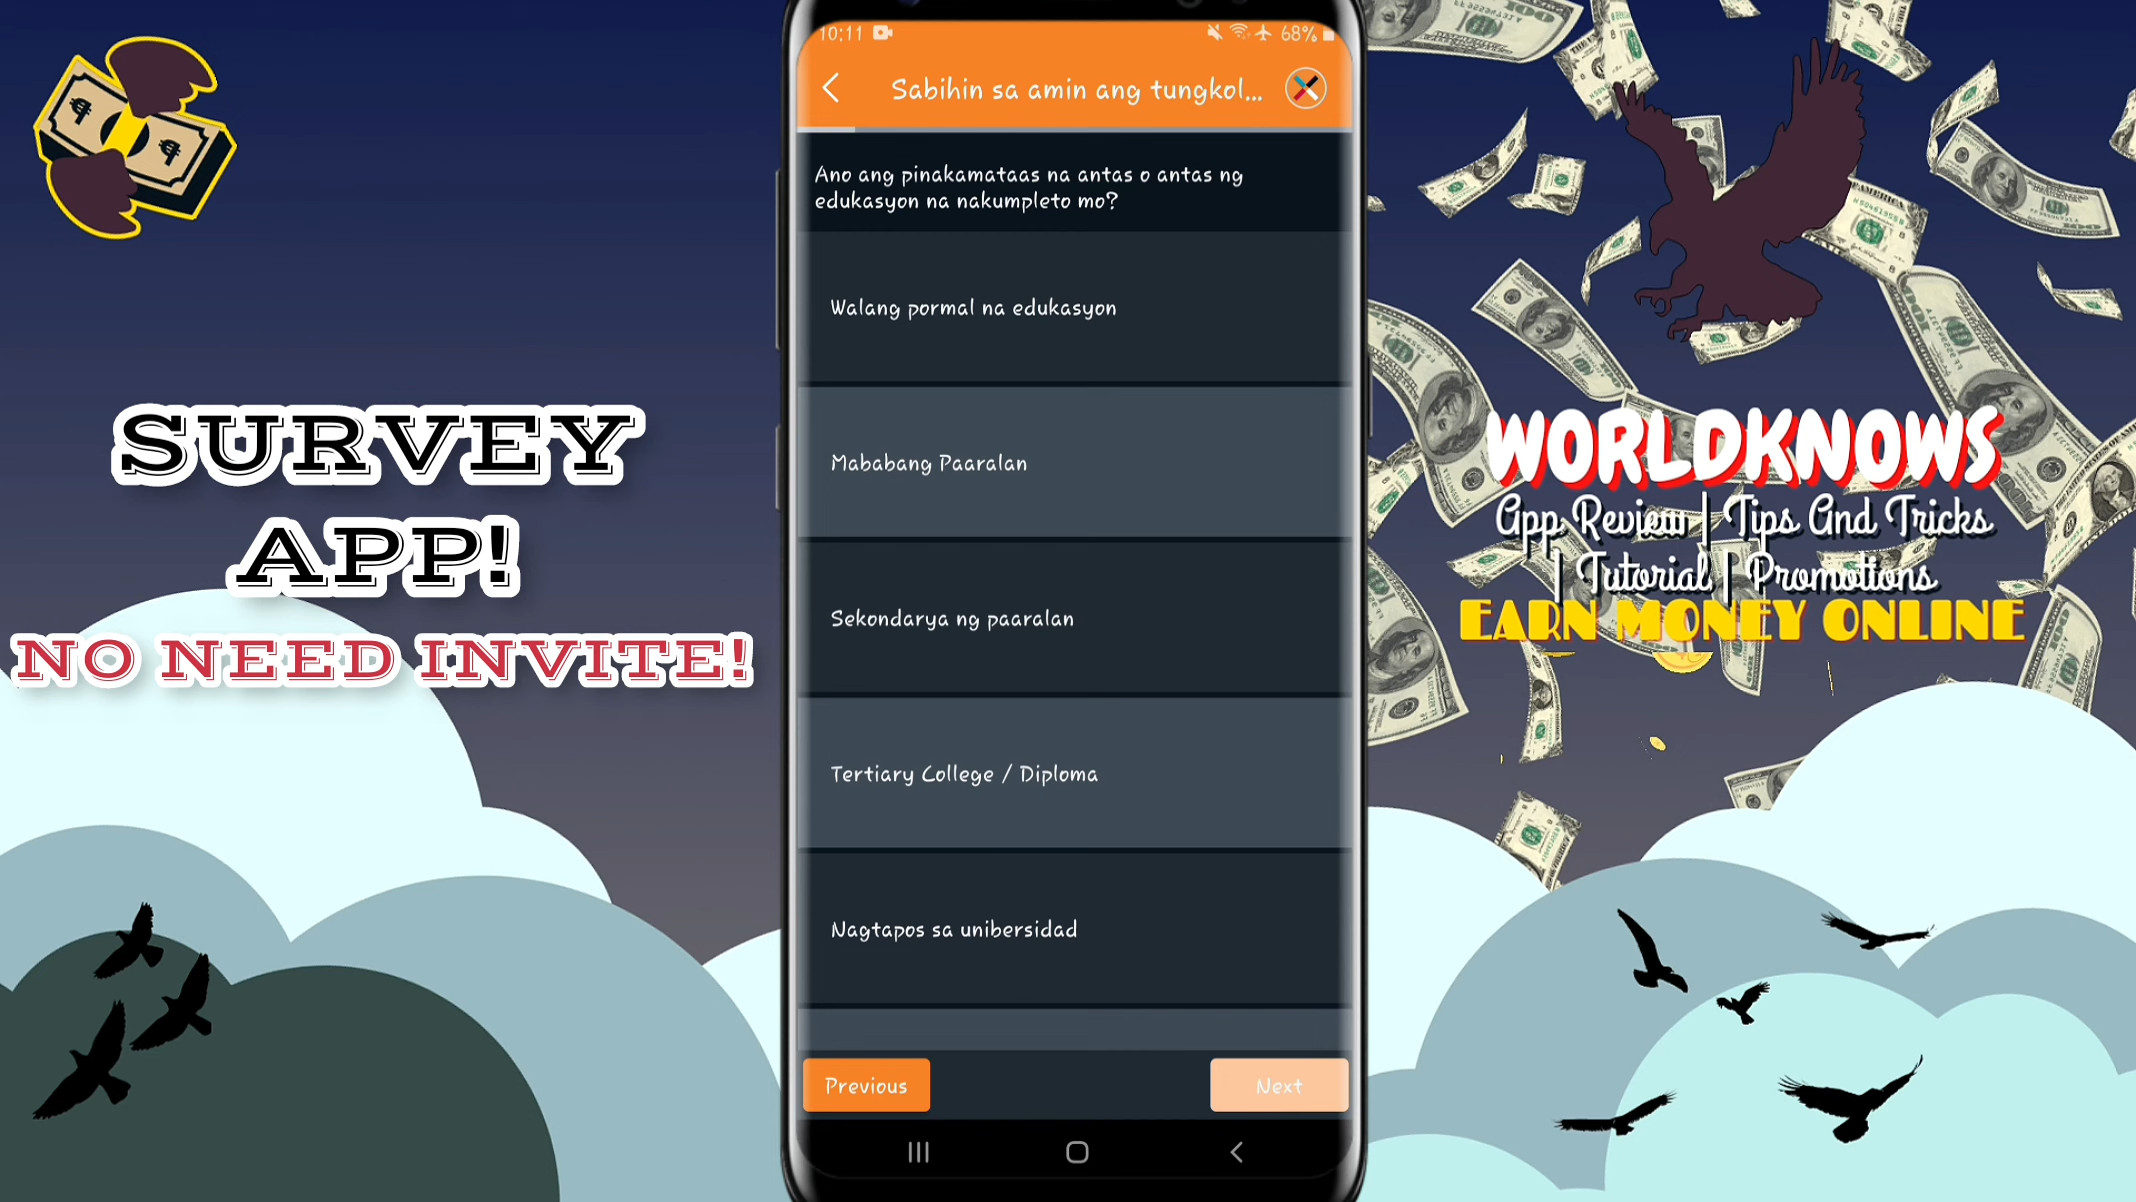 SURVEY
APP!
NO NEED INVITE!
10:11
68%
Sabihin sa amin ang tungkol...
Ano ang pinakamataas na antas o antas ng
edukasyon na nakumpleto mo?
Walang pormal na edukasyon
Mababang Paaralan
Sekondarya ng paaralan
Tertiary College / Diploma
Nagtapos sa unibersidad
Previous
Next
WORLDKNOWS
App Review | Tips And Tricks
| Tutorial | Promotions
EARN MONEY ONLINE